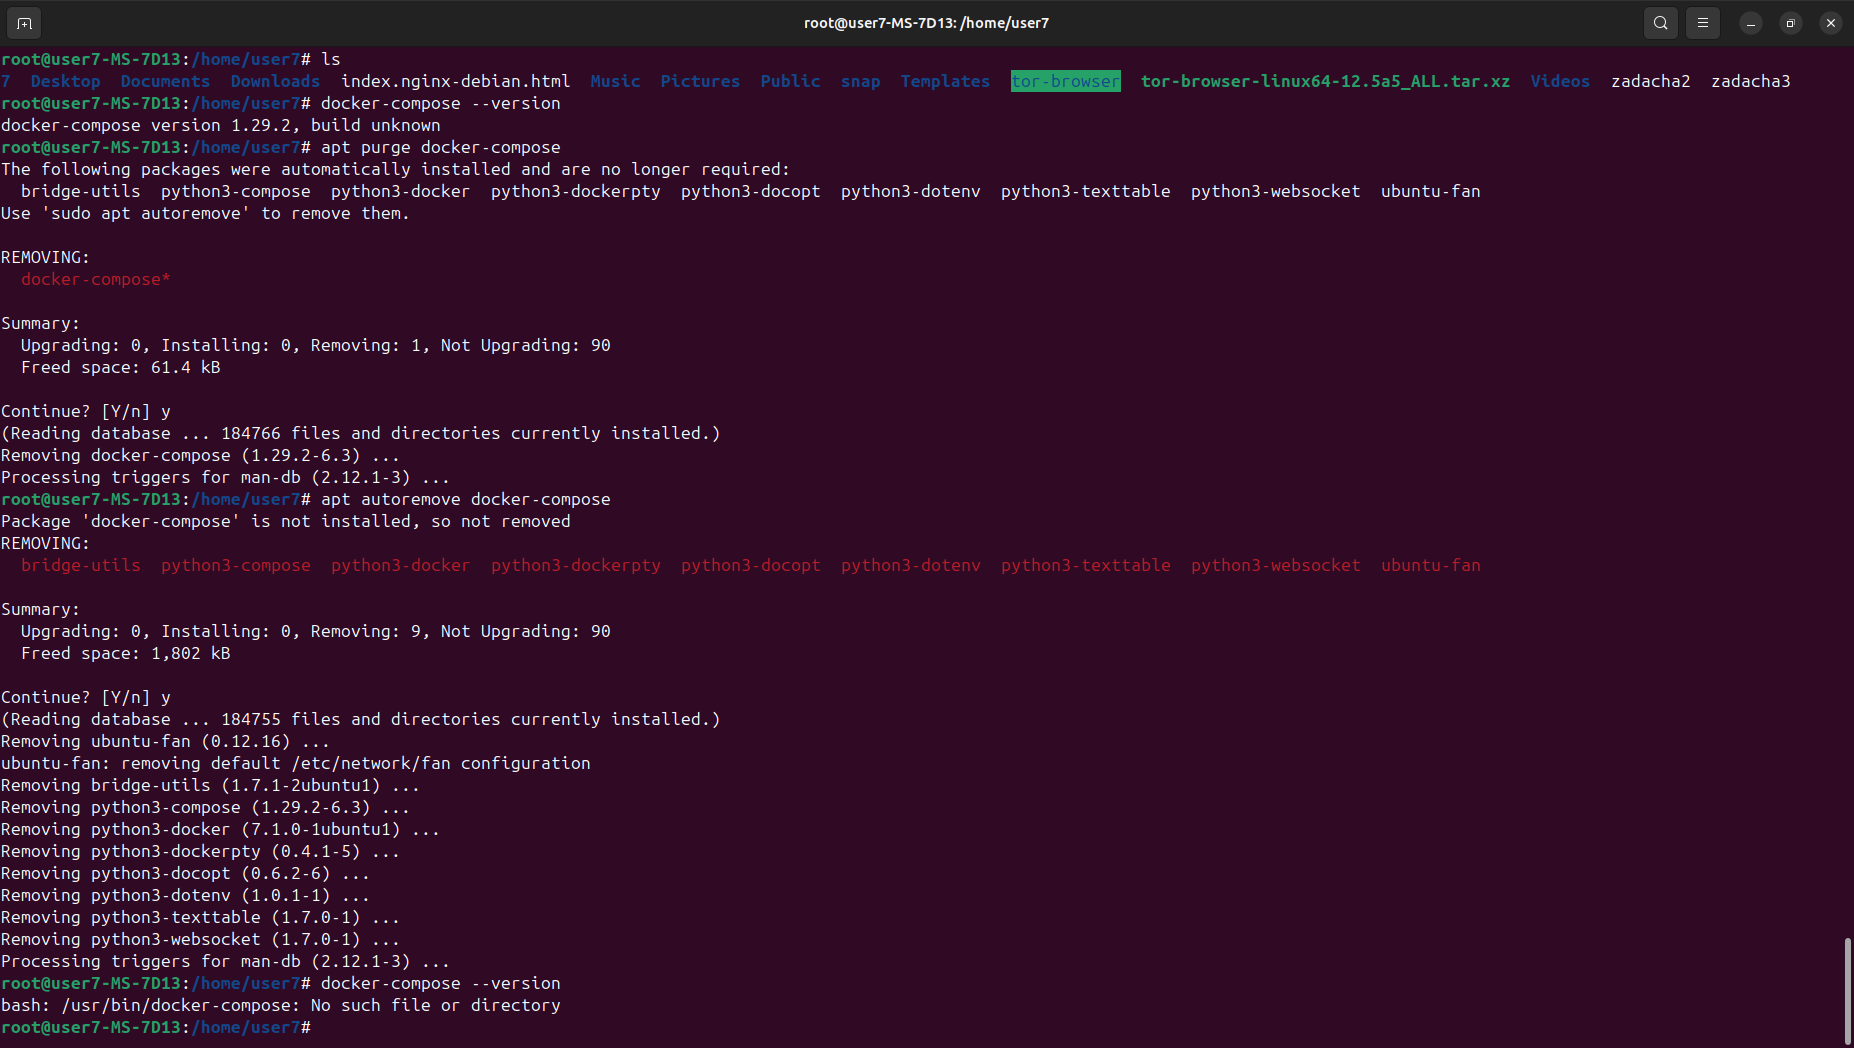 root@user7-MS-7D13: /home/user7
root@user7-MS-7D13:/home/user7# ls
7  Desktop  Documents  Downloads  index.nginx-debian.html  Music  Pictures  Public  snap  Templates  tor-browser  tor-browser-linux64-12.5a5_ALL.tar.xz  Videos  zadacha2  zadacha3
root@user7-MS-7D13:/home/user7# docker-compose --version
docker-compose version 1.29.2, build unknown
root@user7-MS-7D13:/home/user7# apt purge docker-compose
The following packages were automatically installed and are no longer required:
  bridge-utils  python3-compose  python3-docker  python3-dockerpty  python3-docopt  python3-dotenv  python3-texttable  python3-websocket  ubuntu-fan
Use 'sudo apt autoremove' to remove them.

REMOVING:
  docker-compose*

Summary:
  Upgrading: 0, Installing: 0, Removing: 1, Not Upgrading: 90
  Freed space: 61.4 kB

Continue? [Y/n] y
(Reading database ... 184766 files and directories currently installed.)
Removing docker-compose (1.29.2-6.3) ...
Processing triggers for man-db (2.12.1-3) ...
root@user7-MS-7D13:/home/user7# apt autoremove docker-compose
Package 'docker-compose' is not installed, so not removed
REMOVING:
  bridge-utils  python3-compose  python3-docker  python3-dockerpty  python3-docopt  python3-dotenv  python3-texttable  python3-websocket  ubuntu-fan

Summary:
  Upgrading: 0, Installing: 0, Removing: 9, Not Upgrading: 90
  Freed space: 1,802 kB

Continue? [Y/n] y
(Reading database ... 184755 files and directories currently installed.)
Removing ubuntu-fan (0.12.16) ...
ubuntu-fan: removing default /etc/network/fan configuration
Removing bridge-utils (1.7.1-2ubuntu1) ...
Removing python3-compose (1.29.2-6.3) ...
Removing python3-docker (7.1.0-1ubuntu1) ...
Removing python3-dockerpty (0.4.1-5) ...
Removing python3-docopt (0.6.2-6) ...
Removing python3-dotenv (1.0.1-1) ...
Removing python3-texttable (1.7.0-1) ...
Removing python3-websocket (1.7.0-1) ...
Processing triggers for man-db (2.12.1-3) ...
root@user7-MS-7D13:/home/user7# docker-compose --version
bash: /usr/bin/docker-compose: No such file or directory
root@user7-MS-7D13:/home/user7#